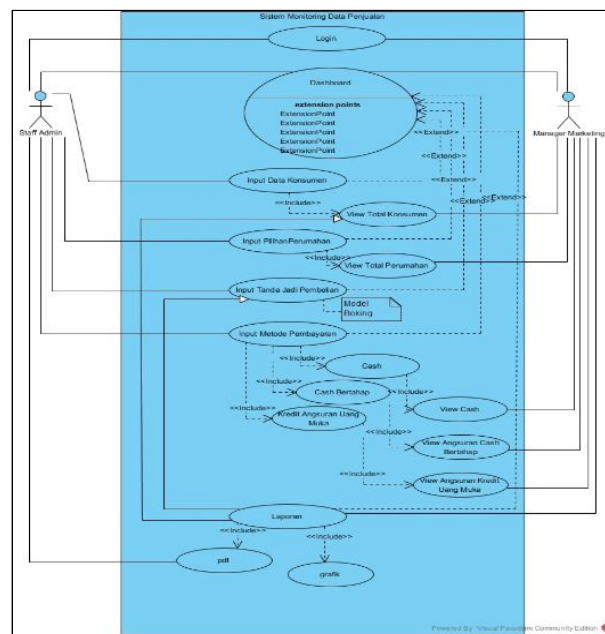 Sistem Monitoring Data Penjualan
Login
Dashboard
extension points
ExtensionPoint
ExtensionPoint
ExtensionPoint
ExtensionPoint
ExtensionPoint
Staff Admin
Manager Marketing
<<Extend>>
<<Extend>>
Input Data Konsumen
<<Extend>>
<<Extend>>
<<Include>>
View Total Konsumen
Input Pilihan Perumahan
<<Include>>
View Total Perumahan
Input Tanda Jadi Pembelian
Model
Boking
Input Metode Pembayaran
<<Include>>
Cash
<<Include>>
<<Include>>
Cash Bertahap
<<Include>>
View Cash
Kredit Angsuran Uang
Muka
<<Include>>
View Angsuran Cash
Bertahap
<<Include>>
View Angsuran Kredit
Uang Muka
Laporan
<<Include>>
<<Include>>
pdf
grafik
Powered By Visual Paradigm Community Edition